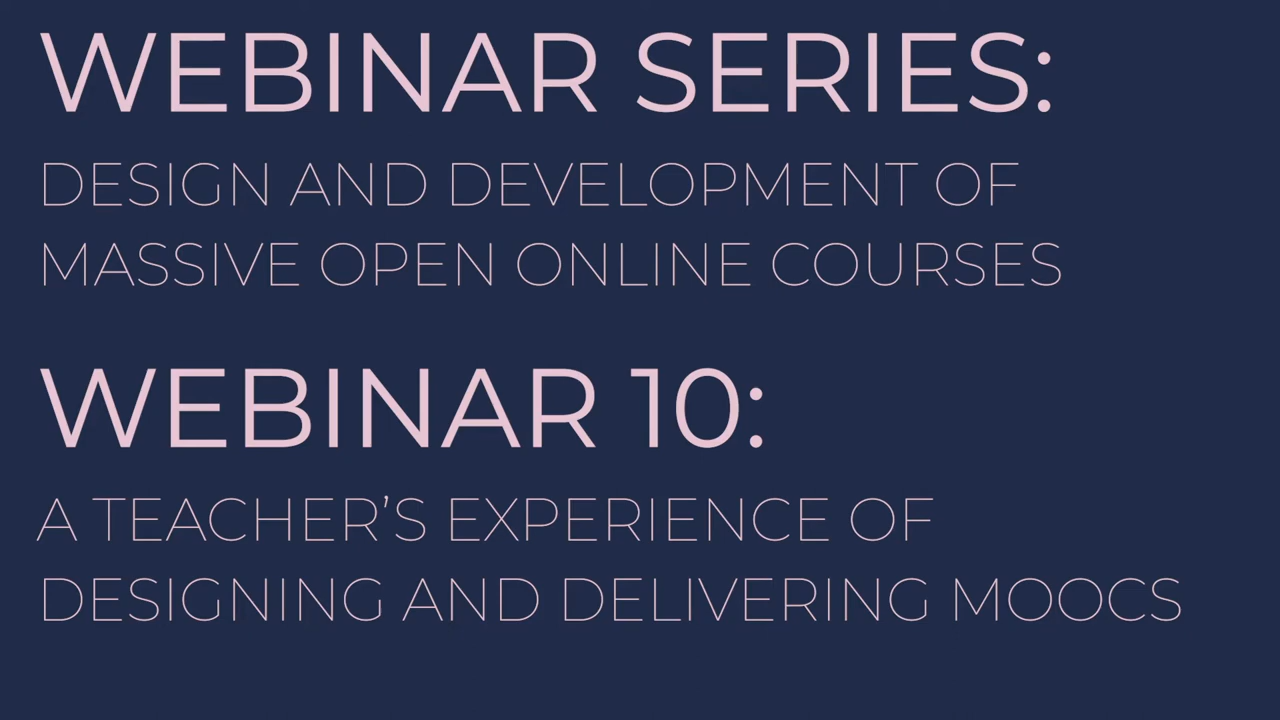 WEBINAR SERIES:
DESIGN AND DEVELOPMENT OF
MASSIVE OPEN ONLINE COURSES
WEBINAR 10:
A TEACHER’S EXPERIENCE OF
DESIGNING AND DELIVERING MOOCS